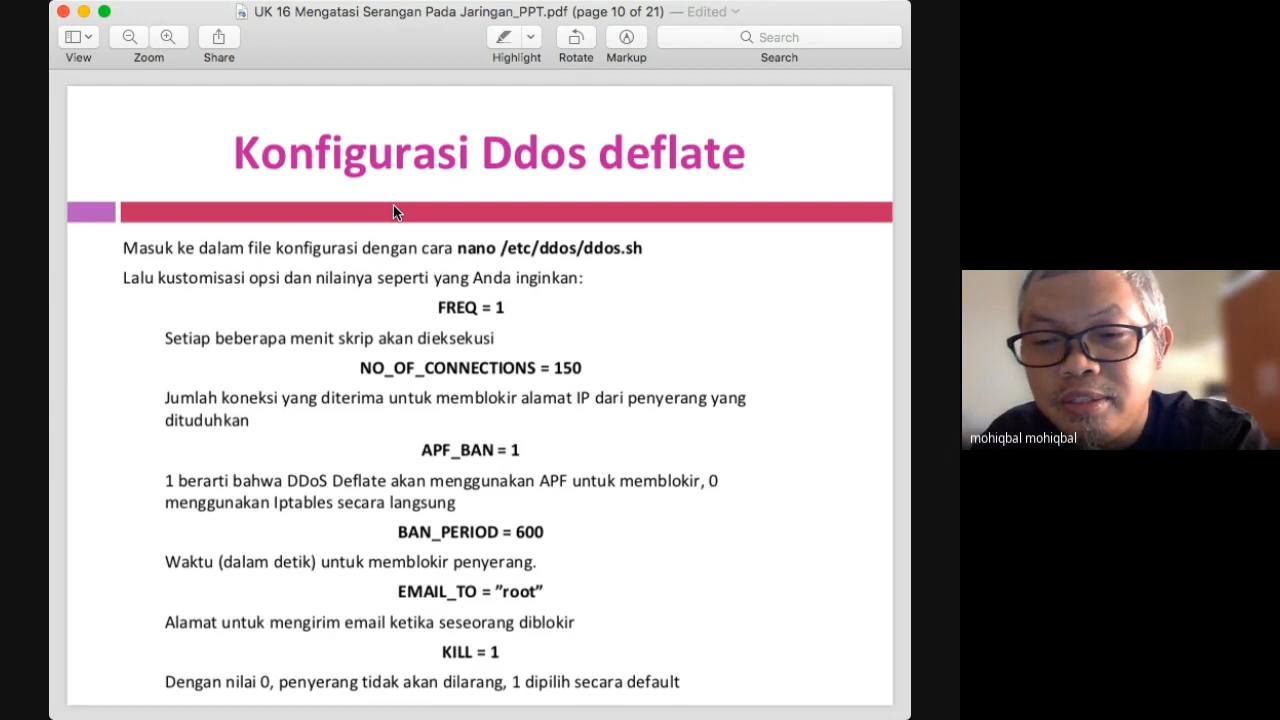 UK 16 Mengatasi Serangan Pada Jaringan_PPT.pdf (page 10 of 21) — Edited
View
Zoom
Share
Highlight
Rotate
Markup
Search
Search
Konfigurasi Ddos deflate
Masuk ke dalam file konfigurasi dengan cara nano /etc/ddos/ddos.sh
Lalu kustomisasi opsi dan nilainya seperti yang Anda inginkan:
FREQ = 1
Setiap beberapa menit skrip akan dieksekusi
NO_OF_CONNECTIONS = 150
Jumlah koneksi yang diterima untuk memblokir alamat IP dari penyerang yang
dituduhkan
APF_BAN = 1
1 berarti bahwa DDoS Deflate akan menggunakan APF untuk memblokir, 0
menggunakan Iptables secara langsung
BAN_PERIOD = 600
Waktu (dalam detik) untuk memblokir penyerang.
EMAIL_TO = ”root”
Alamat untuk mengirim email ketika seseorang diblokir
KILL = 1
Dengan nilai 0, penyerang tidak akan dilarang, 1 dipilih secara default
mohiqbal mohiqbal